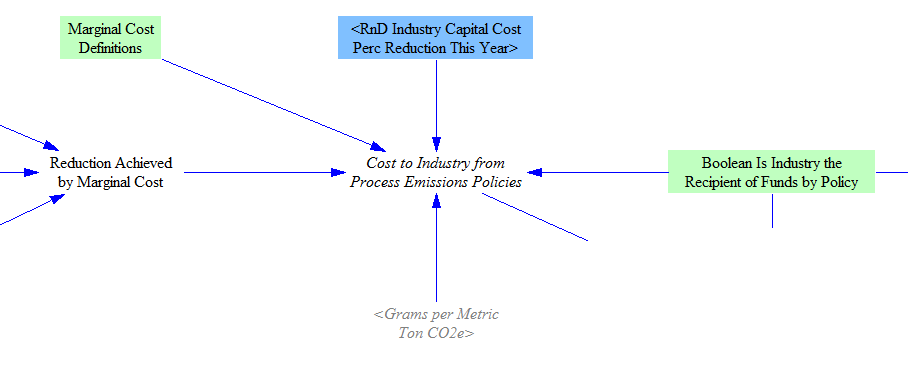 Marginal Cost
Definitions
<RnD Industry Capital Cost
Perc Reduction This Year>
Reduction Achieved
by Marginal Cost
Cost to Industry from
Process Emissions Policies
Boolean Is Industry the
Recipient of Funds by Policy
<Grams per Metric
Ton CO2e>